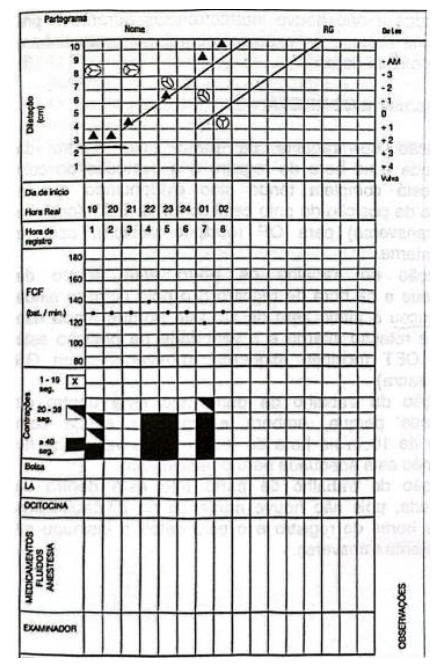 Partograma
Nome RG De Lee
10
9
8
7
6
5
4
3
2
Dilatação
(cm)
- AM
- 3
- 2
- 1
0
+ 1
+ 2
+ 3
+ 4
Vulva
Dia de início
Hora Real 19 20 21 22 23 24 01 02
Hora de
registro 1 2 3 4 5 6 7 8
FCF
(bat. / min.)
180
160
140
120
100
80
Contrações
1 - 19
seg. X
20 - 39
seg.
≥ 40
seg.
Bolsa
LA
OCITOCINA
MEDICAMENTOS
FLUIDOS
ANESTESIA
EXAMINADOR
OBSERVAÇÕES